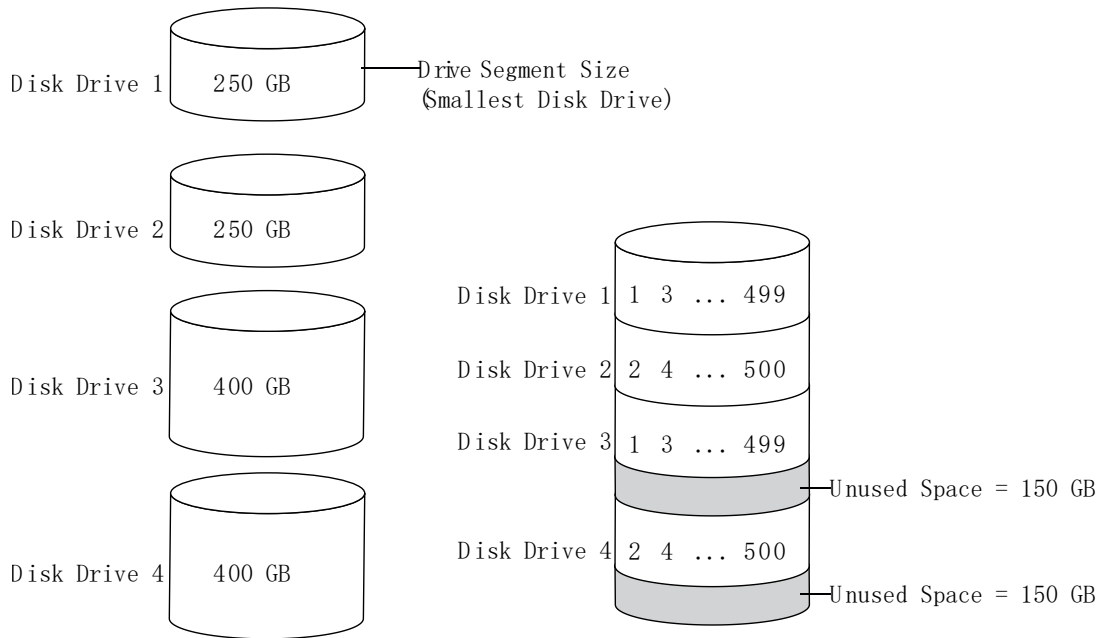 Disk Drive 1
250 GB
Drive Segment Size
(Smallest Disk Drive)
Disk Drive 2
250 GB
Disk Drive 3
400 GB
Disk Drive 4
400 GB
Disk Drive 1
1 3 ... 499
Disk Drive 2
2 4 ... 500
Disk Drive 3
1 3 ... 499
Unused Space = 150 GB
Disk Drive 4
2 4 ... 500
Unused Space = 150 GB